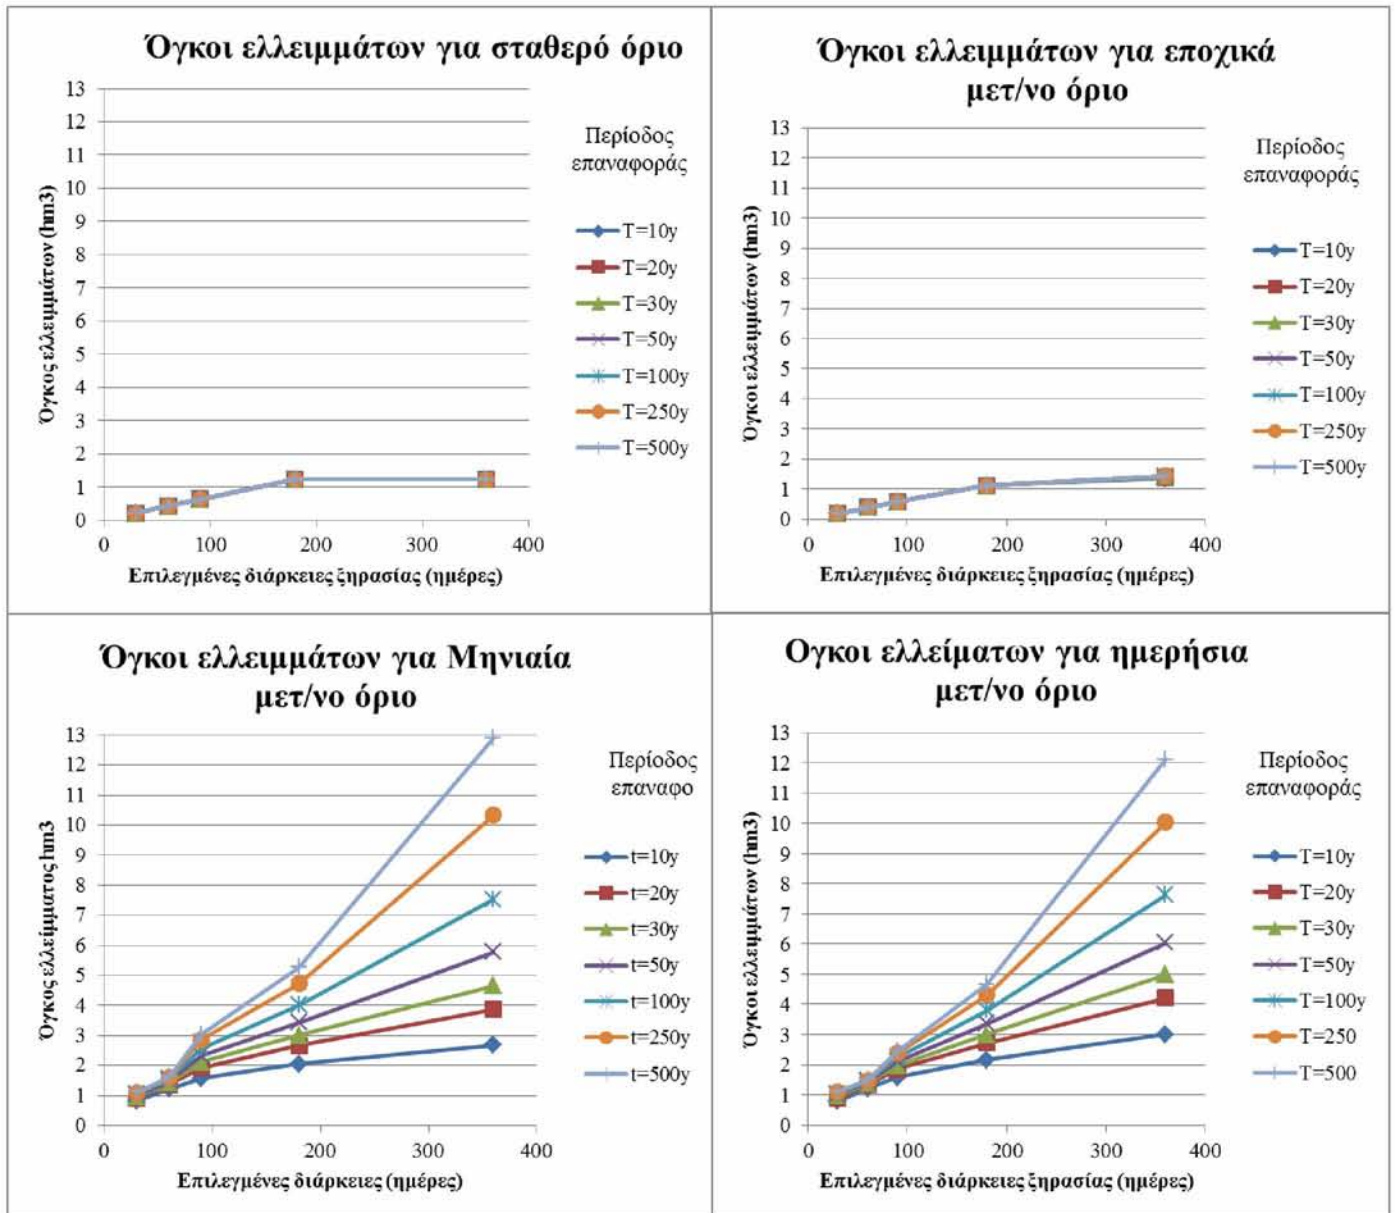 Όγκοι ελλειμμάτων για σταθερό όριο
13
12
11
10
9
8
7
6
5
4
3
2
1
0
0 100 200 300 400
Όγκος ελλειμμάτων (hm3)
Επιλεγμένες διάρκειες ξηρασίας (ημέρες)
Περίοδος
επαναφοράς
T=10y
T=20y
T=30y
T=50y
T=100y
T=250y
T=500y
Όγκοι ελλειμμάτων για εποχικά
μετ/νο όριο
13
12
11
10
9
8
7
6
5
4
3
2
1
0
0 100 200 300 400
Όγκοι ελλειμμάτων (hm3)
Επιλεγμένες διάρκειες ξηρασίας (ημέρες)
Περίοδος
επαναφοράς
T=10y
T=20y
T=30y
T=50y
T=100y
T=250y
T=500y
Όγκοι ελλειμμάτων για Μηνιαία
μετ/νο όριο
13
12
11
10
9
8
7
6
5
4
3
2
1
0
0 100 200 300 400
Όγκος ελλείμματος hm3
Επιλεγμένες διάρκειες (ημέρες)
Περίοδος
επαναφο
t=10y
t=20y
t=30y
t=50y
t=100y
t=250y
t=500y
Ογκοι ελλείματων για ημερήσια
μετ/νο όριο
13
12
11
10
9
8
7
6
5
4
3
2
1
0
0 100 200 300 400
Όγκοι ελλειμμάτων (hm3)
Επιλεγμένες διάρκειες ξηρασίας (ημέρες)
Περίοδος
επαναφοράς
T=10y
T=20y
T=30y
T=50y
T=100y
T=250
T=500